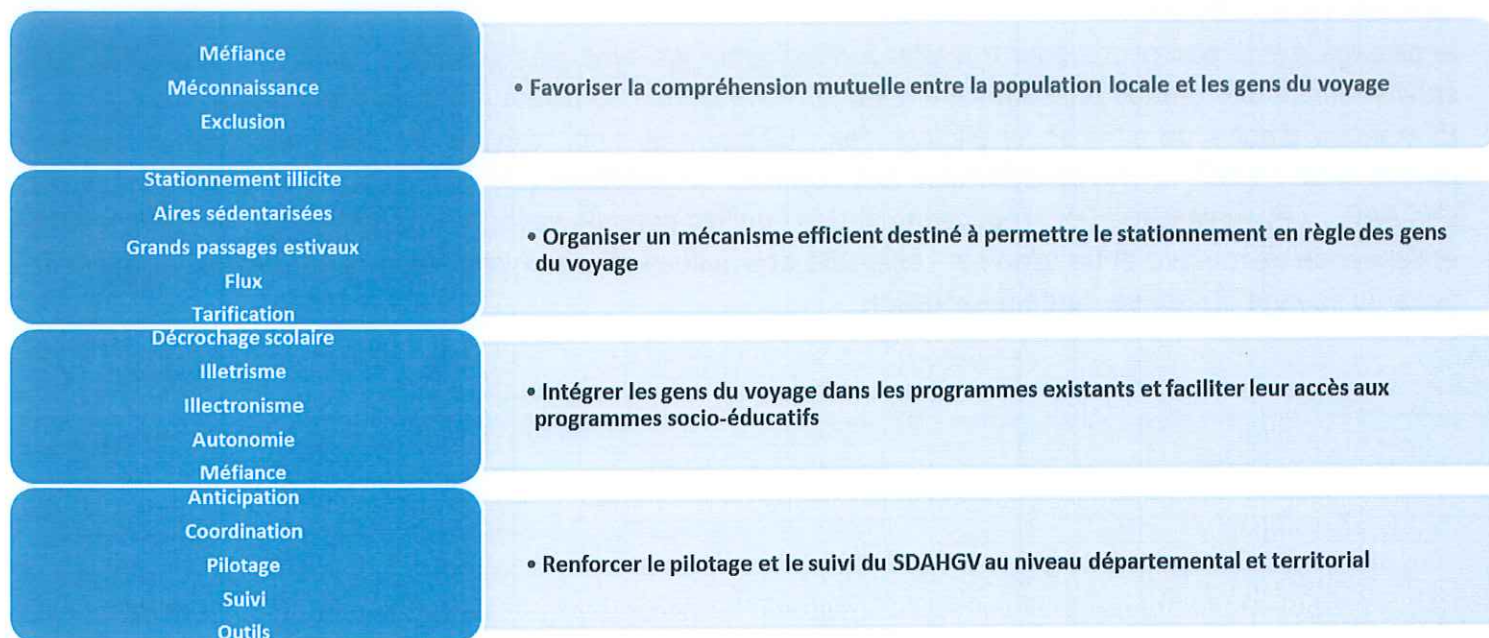 Méfiance
Méconnaissance
Exclusion
• Favoriser la compréhension mutuelle entre la population locale et les gens du voyage
Stationnement illicite
Aires sédentarisées
Grands passages estivaux
Flux
Tarification
• Organiser un mécanisme efficient destiné à permettre le stationnement en règle des gens
du voyage
Décrochage scolaire
Illetrisme
Illectronisme
Autonomie
Méfiance
• Intégrer les gens du voyage dans les programmes existants et faciliter leur accès aux
programmes socio-éducatifs
Anticipation
Coordination
Pilotage
Suivi
Outils
• Renforcer le pilotage et le suivi du SDAHGV au niveau départemental et territorial